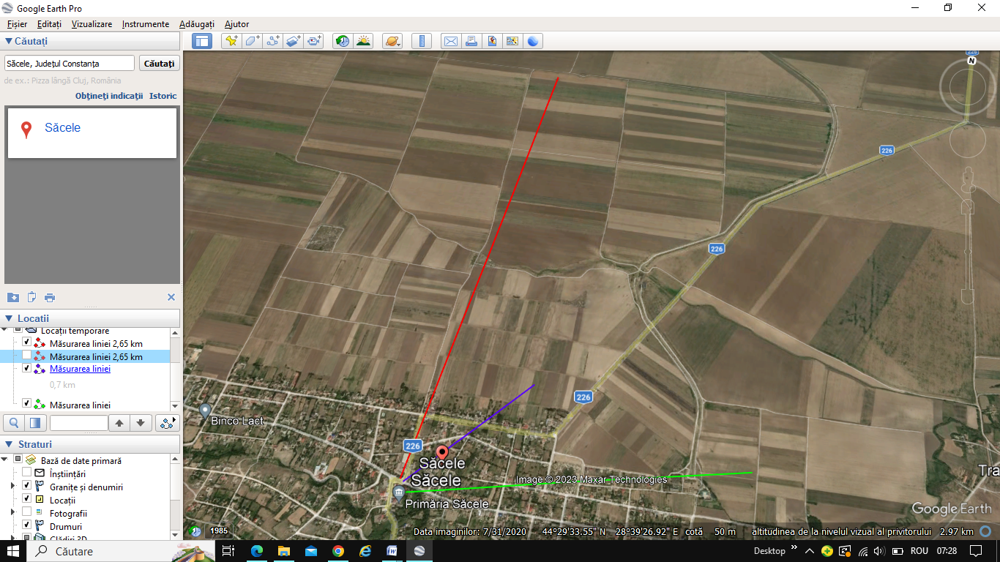 Google Earth Pro
Fișier Editați Vizualizare Instrumente Adăugați Ajutor
Căutați
Săcele, Județul Constanța
Căutați
de ex.: Pizza lângă Cluj, România
Obțineți indicații Istoric
Săcele
Locatii
Locații temporare
Măsurarea liniei 2,65 km
Măsurarea liniei 2,65 km
Măsurarea liniei
0,7 km
Măsurarea liniei
Straturi
Bază de date primară
Înștiințări
Granițe și denumiri
Locații
Fotografii
Drumuri
Clădiri 3D
226
N
226
226
226
226
Binco Lact
Săcele
Săcele
Primăria Săcele
Image © 2023 Maxar Technologies
Tra
Google Earth
1985
Data imaginilor: 7/31/2020 44°29'33.55" N 28°39'26.92" E cotă 50 m altitudinea de la nivelul vizual al privitorului 2.97 km
Căutare
Desktop
ROU
07:28